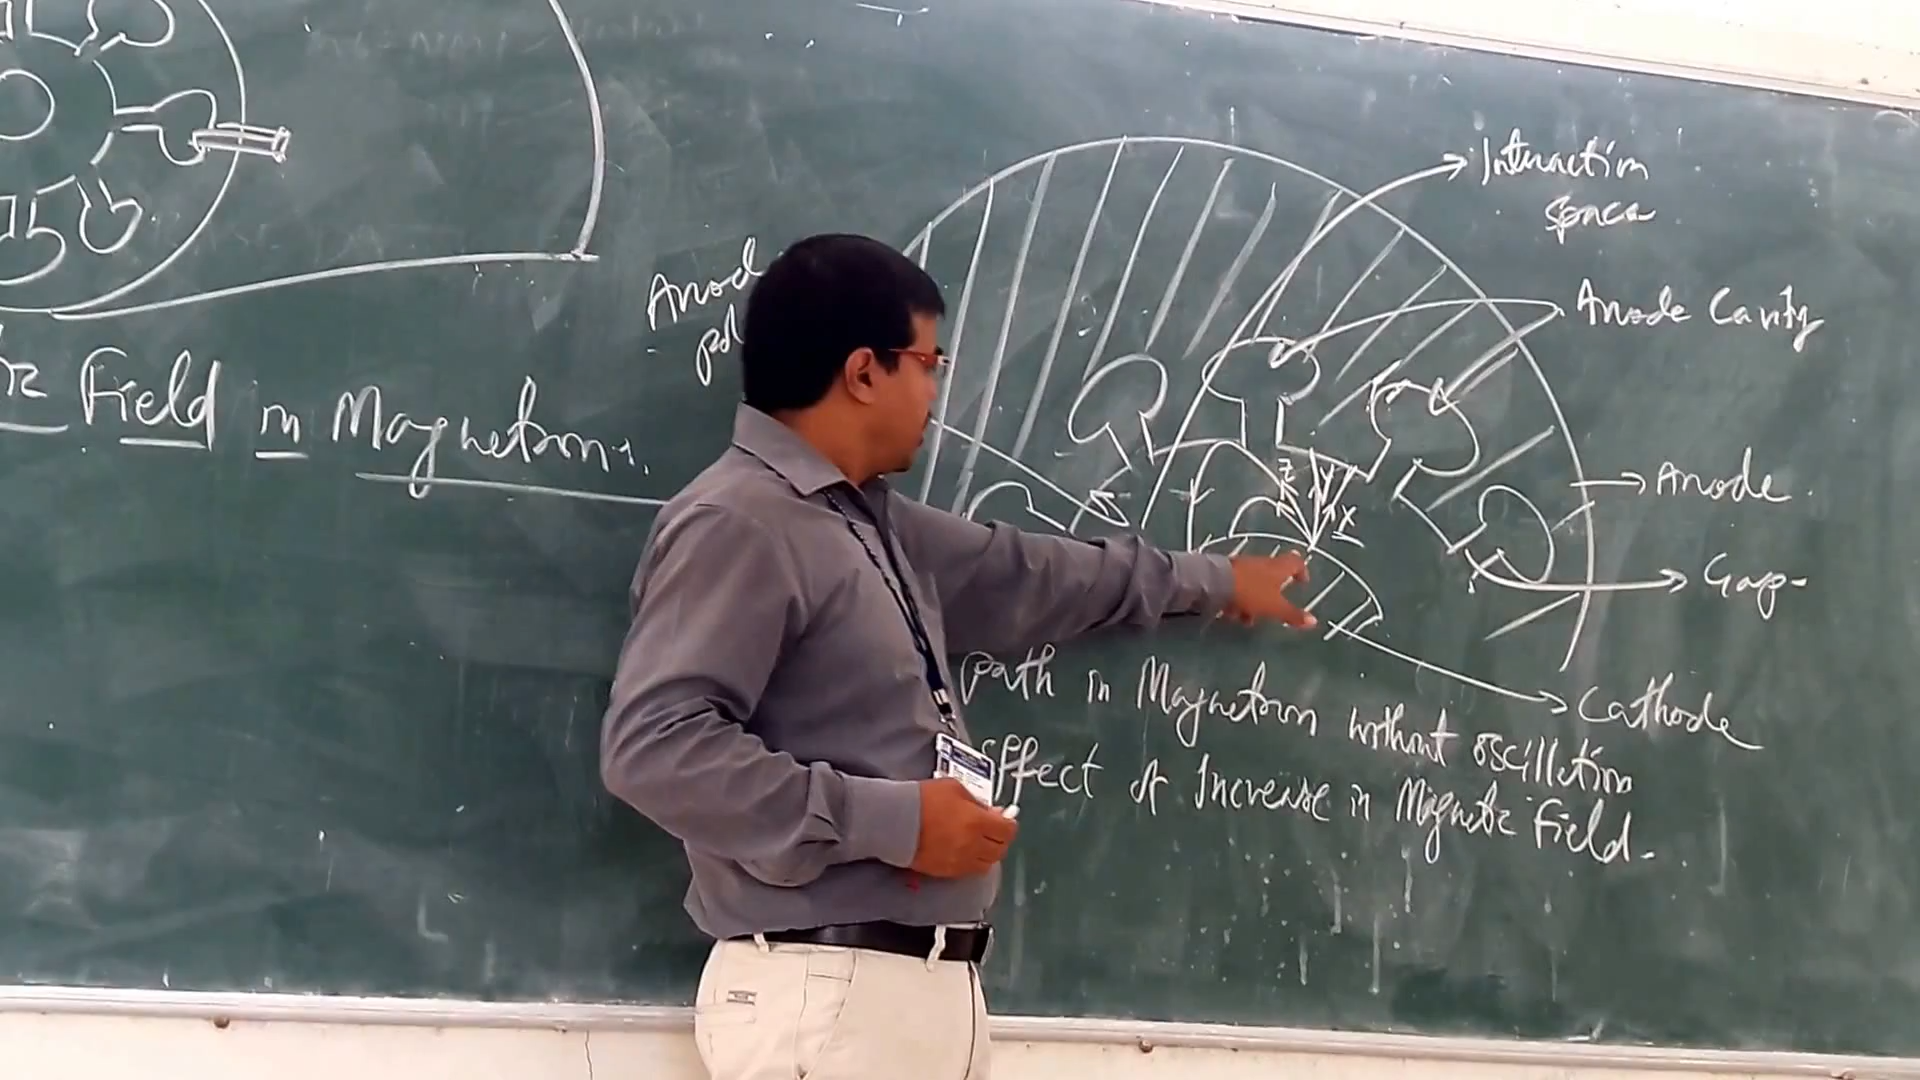 Field in Magnetron.
Anod
Interaction
space
Anode Cavity
Anode.
Gap-
Cathode
Z Y X
path in Magnetron without oscillation
effect of Increase in Magnetic Field.